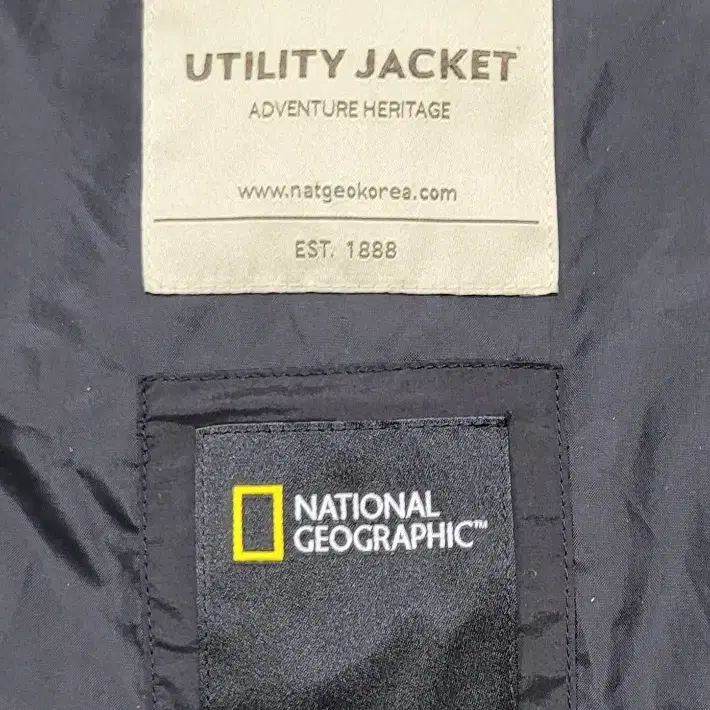 UTILITY JACKET
ADVENTURE HERITAGE
www.natgeokorea.com
EST. 1888
NATIONAL
GEOGRAPHIC™